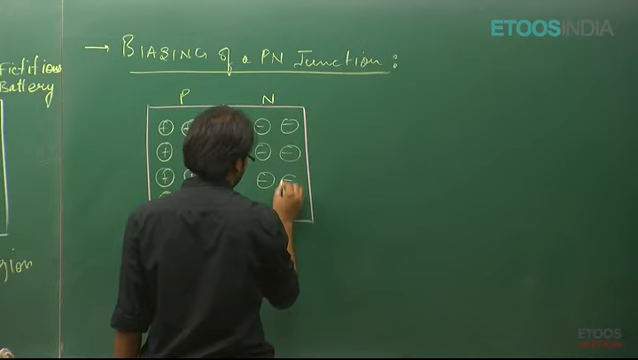 ETOOSINDIA
→ BIASING of a PN Junction :
Fictitious
Battery
P N
+ + - -
+ - -
+ - -
gion
ETOOS